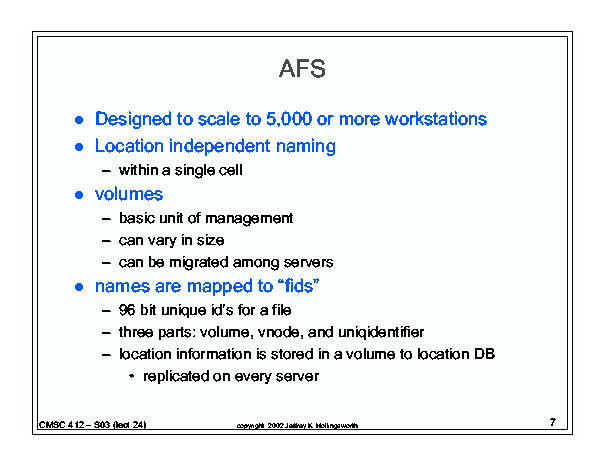 AFS
● Designed to scale to 5,000 or more workstations
● Location independent naming
– within a single cell
● volumes
– basic unit of management
– can vary in size
– can be migrated among servers
● names are mapped to “fids”
– 96 bit unique id’s for a file
– three parts: volume, vnode, and uniqidentifier
– location information is stored in a volume to location DB
• replicated on every server
CMSC 412 – S03 (lect 24)
copyright 2002 Jeffrey K. Hollingsworth
7